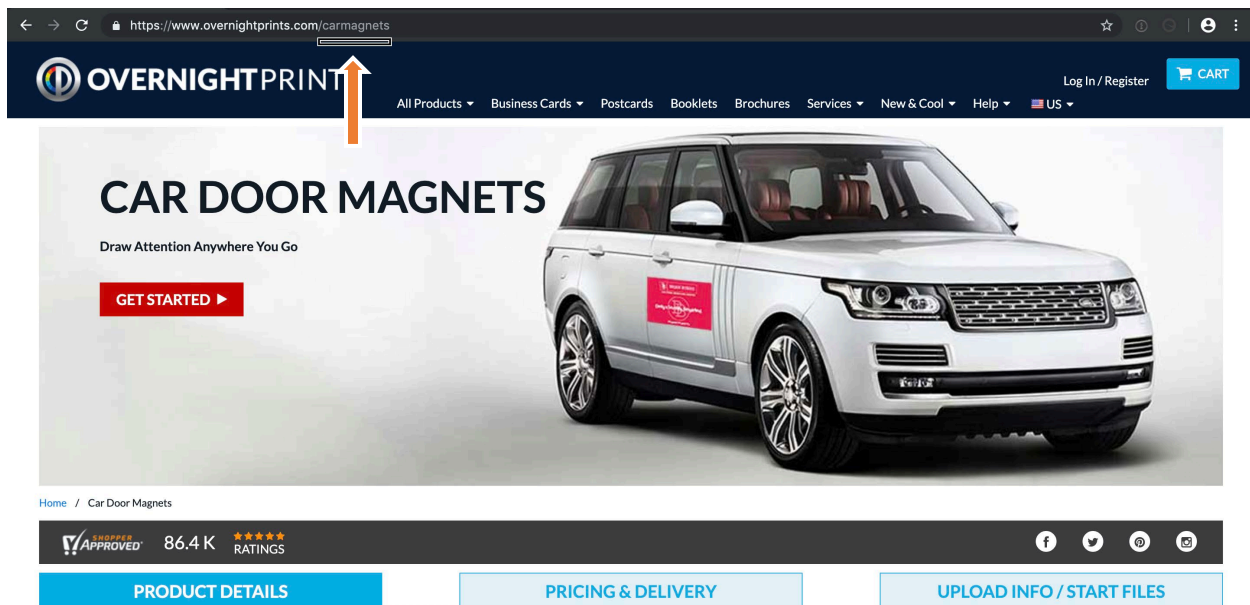 https://www.overnightprints.com/carmagnets
OVERNIGHTPRINT
Log In / Register
CART
All Products Business Cards Postcards Booklets Brochures Services New & Cool Help US
CAR DOOR MAGNETS
Draw Attention Anywhere You Go
GET STARTED
Home / Car Door Magnets
SHOPPER APPROVED 86.4 K RATINGS
PRODUCT DETAILS
PRICING & DELIVERY
UPLOAD INFO / START FILES